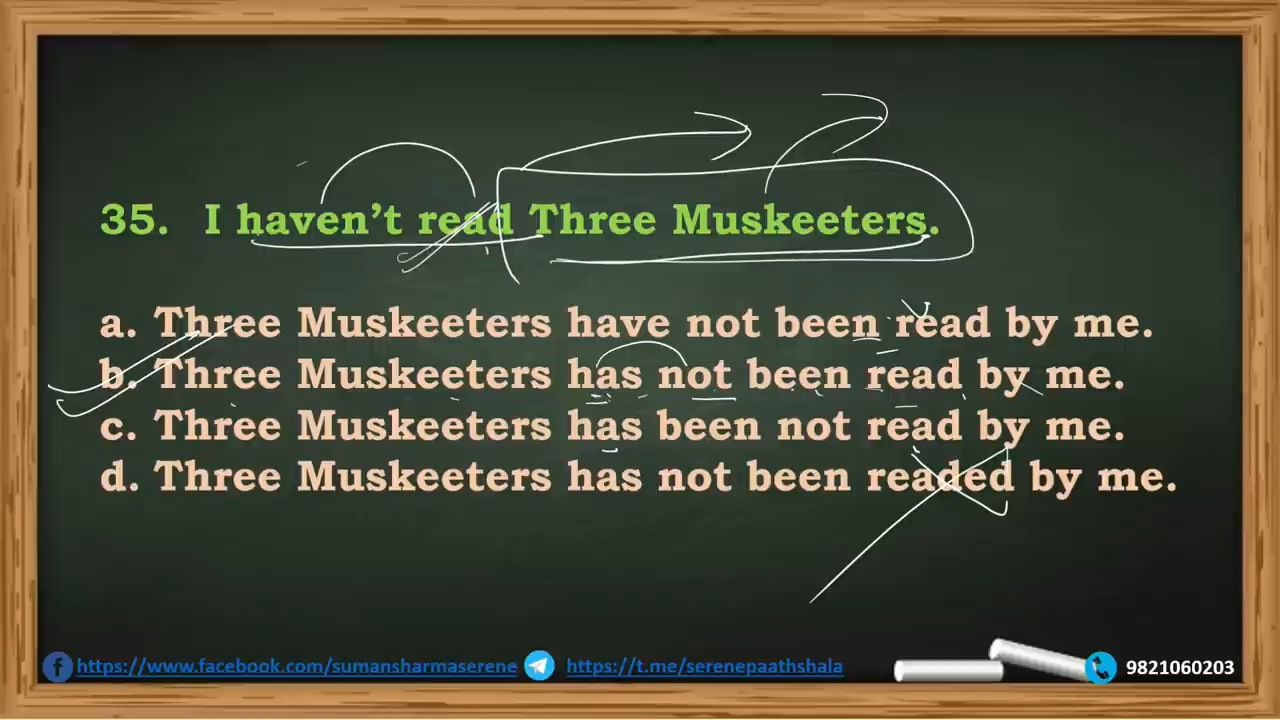 35. I haven't read Three Muskeeters.
a. Three Muskeeters have not been read by me.
b. Three Muskeeters has not been read by me.
c. Three Muskeeters has been not read by me.
d. Three Muskeeters has not been readed by me.
https://www.facebook.com/sumansharmaserene https://t.me/serenepaathshala 9821060203